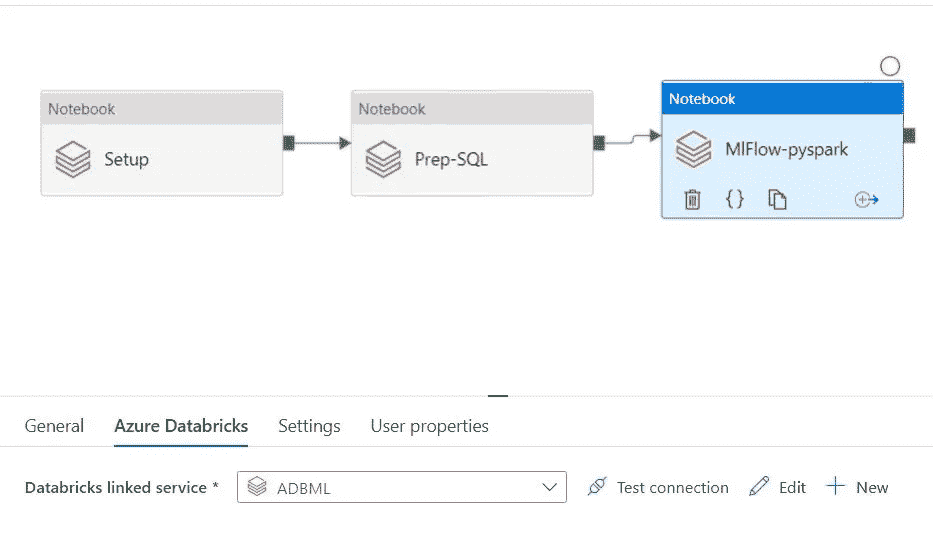 Notebook
Setup
Notebook
Prep-SQL
Notebook
MlFlow-pyspark
{}
General Azure Databricks Settings User properties
Databricks linked service * ADBML Test connection Edit New